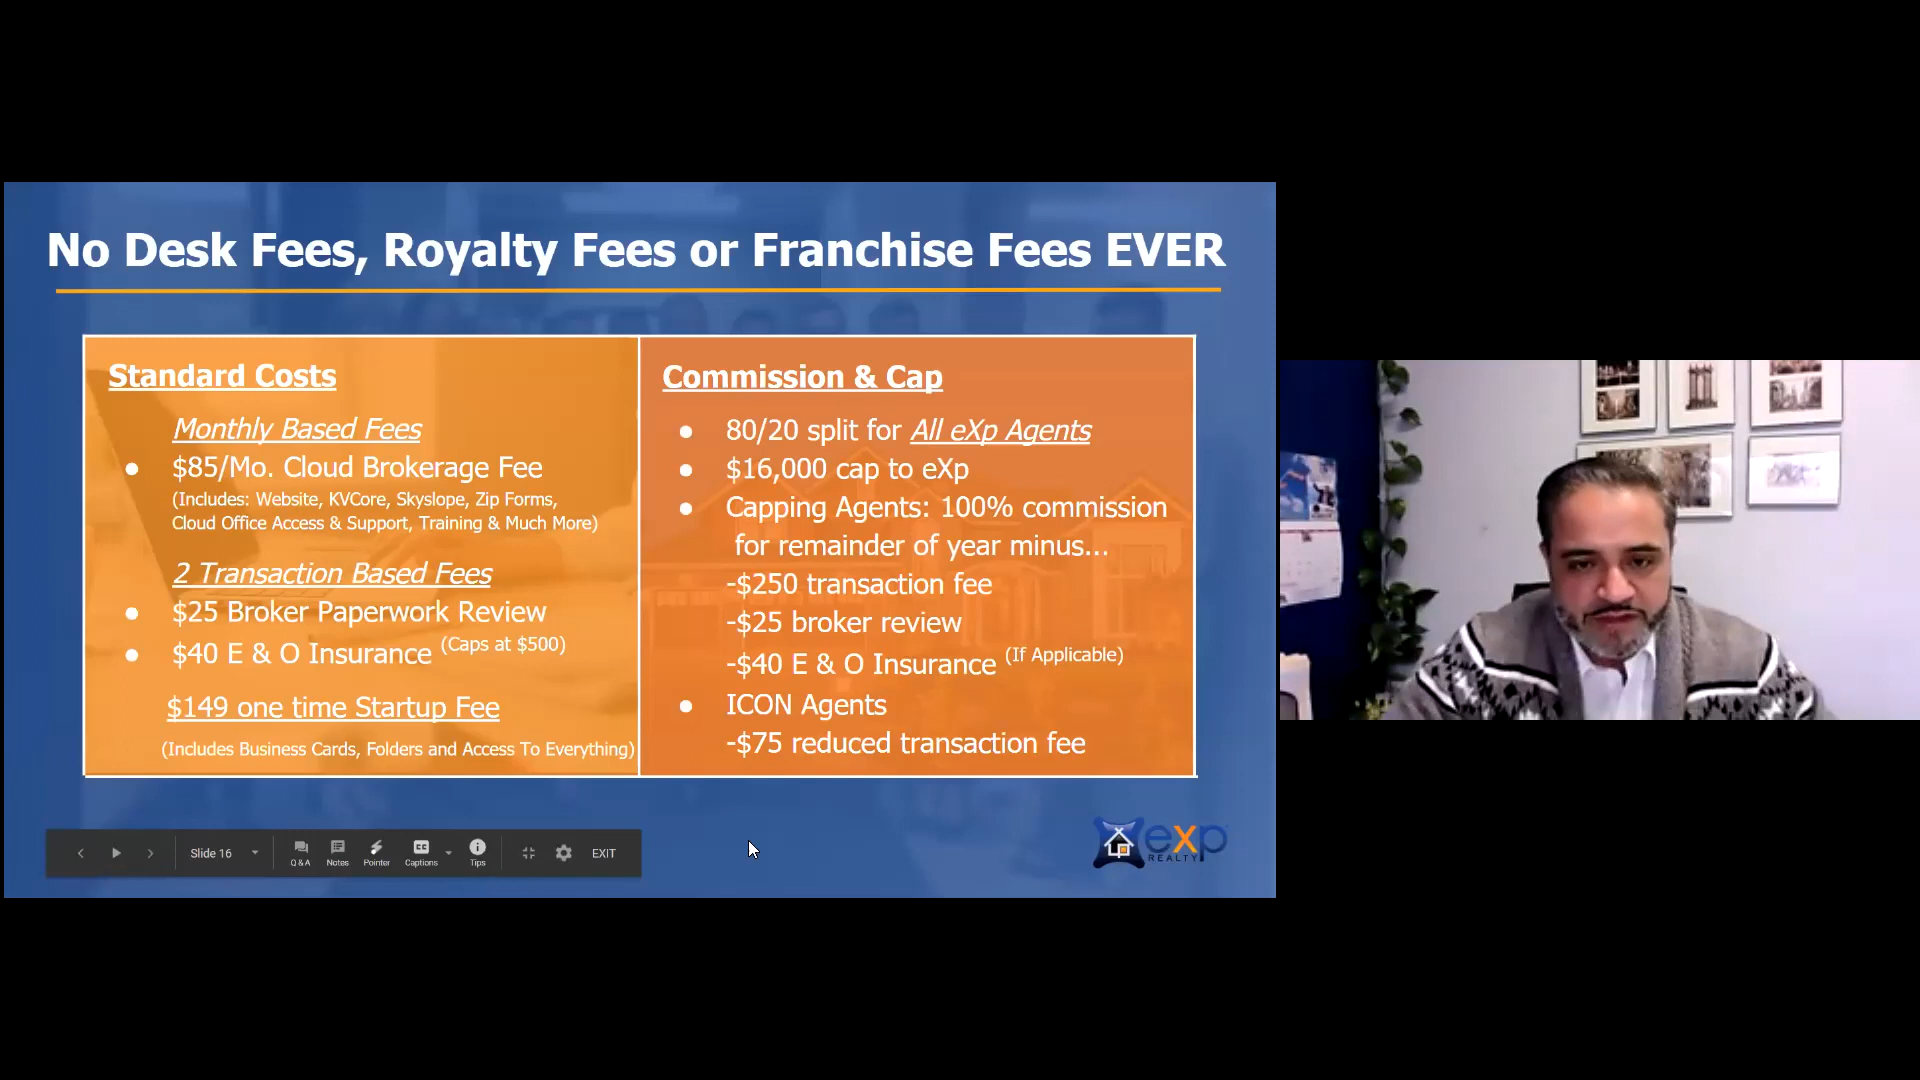 No Desk Fees, Royalty Fees or Franchise Fees EVER
Standard Costs
Monthly Based Fees
● $85/Mo. Cloud Brokerage Fee
(Includes: Website, KVCore, Skyslope, Zip Forms,
Cloud Office Access & Support, Training & Much More)
2 Transaction Based Fees
● $25 Broker Paperwork Review
● $40 E & O Insurance (Caps at $500)
$149 one time Startup Fee
(Includes Business Cards, Folders and Access To Everything)
Commission & Cap
● 80/20 split for All eXp Agents
● $16,000 cap to eXp
● Capping Agents: 100% commission
for remainder of year minus...
-$250 transaction fee
-$25 broker review
-$40 E & O Insurance (If Applicable)
● ICON Agents
-$75 reduced transaction fee
Slide 16
Q & A
Notes
Pointer
CC
Captions
Tips
EXIT
eXp
REALTY